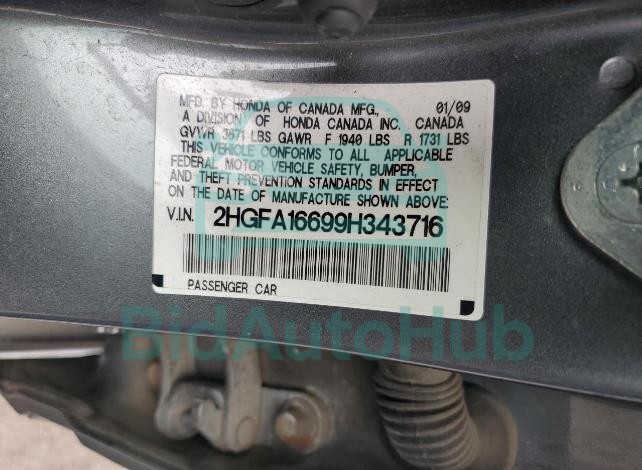 MFD. BY HONDA OF CANADA MFG., 01/09
A DIVISION OF HONDA CANADA INC. CANADA
GVWR 3671 LBS GAWR F 1940 LBS R 1731 LBS
THIS VEHICLE CONFORMS TO ALL APPLICABLE
FEDERAL MOTOR VEHICLE SAFETY, BUMPER,
AND THEFT PREVENTION STANDARDS IN EFFECT
ON THE DATE OF MANUFACTURE SHOWN ABOVE:
V.I.N. 2HGFA16699H343716
PASSENGER CAR
BidAutoHub